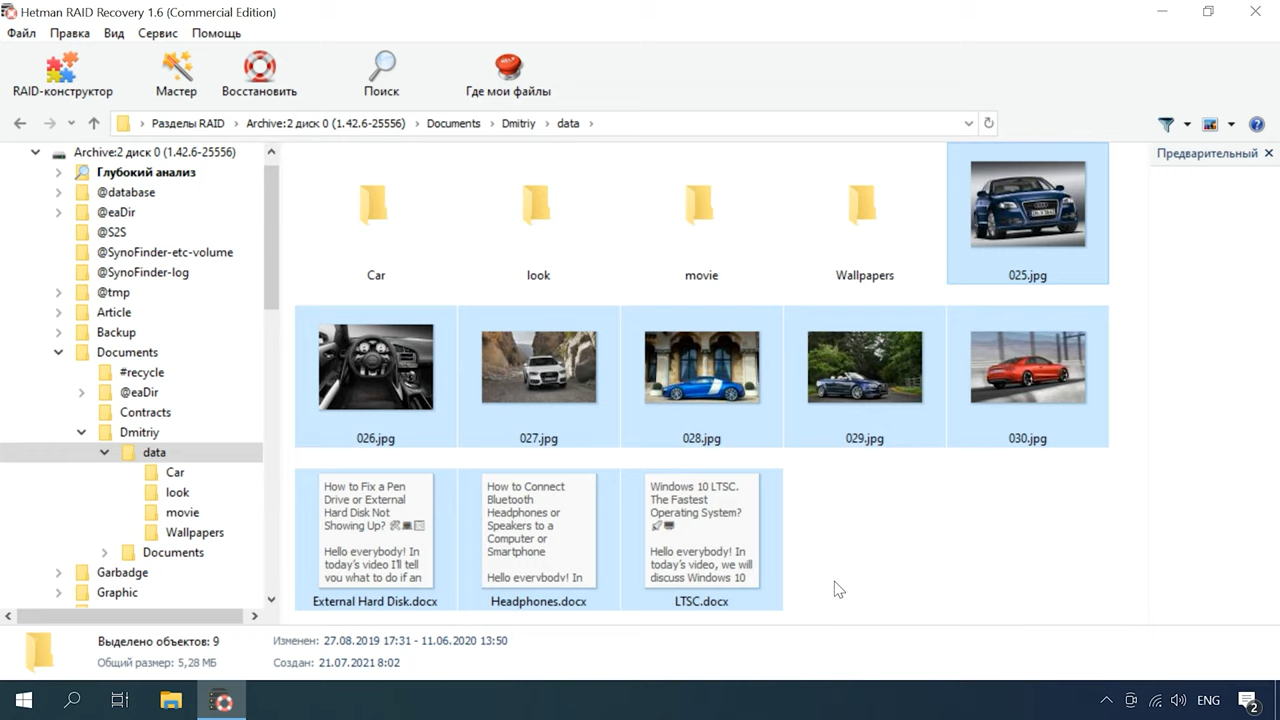 Hetman RAID Recovery 1.6 (Commercial Edition)
Файл Правка Вид Сервис Помощь
RAID-конструктор Мастер Восстановить Поиск Где мои файлы
Разделы RAID Archive:2 диск 0 (1.42.6-25556) Documents Dmitriy data
Archive:2 диск 0 (1.42.6-25556)
Глубокий анализ
@database
@eaDir
@S2S
@SynoFinder-etc-volume
@SynoFinder-log
@tmp
Article
Backup
Documents
#recycle
@eaDir
Contracts
Dmitriy
data
Car
look
movie
Wallpapers
Documents
Garbadge
Graphic
Предварительный
Car look movie Wallpapers 025.jpg
026.jpg 027.jpg 028.jpg 029.jpg 030.jpg
How to Fix a Pen
Drive or External
Hard Disk Not
Showing Up?
Hello everybody! In
today's video I'll tell
you what to do if an
External Hard Disk.docx
How to Connect
Bluetooth
Headphones or
Speakers to a
Computer or
Smartphone
Hello everybody! In
Headphones.docx
Windows 10 LTSC.
The Fastest
Operating System?
Hello everybody! In
today's video, we will
discuss Windows 10
LTSC.docx
Выделено объектов: 9
Общий размер: 5,28 МБ
Изменен: 27.08.2019 17:31 - 11.06.2020 13:50
Создан: 21.07.2021 8:02
ENG
2